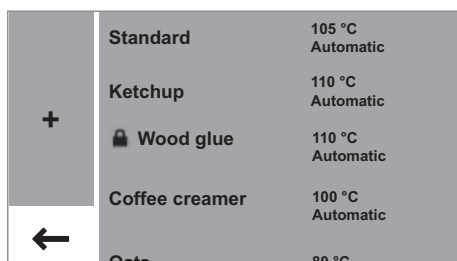 Standard
105 °C
Automatic
Ketchup
110 °C
Automatic
+
Wood glue
110 °C
Automatic
Coffee creamer
100 °C
Automatic